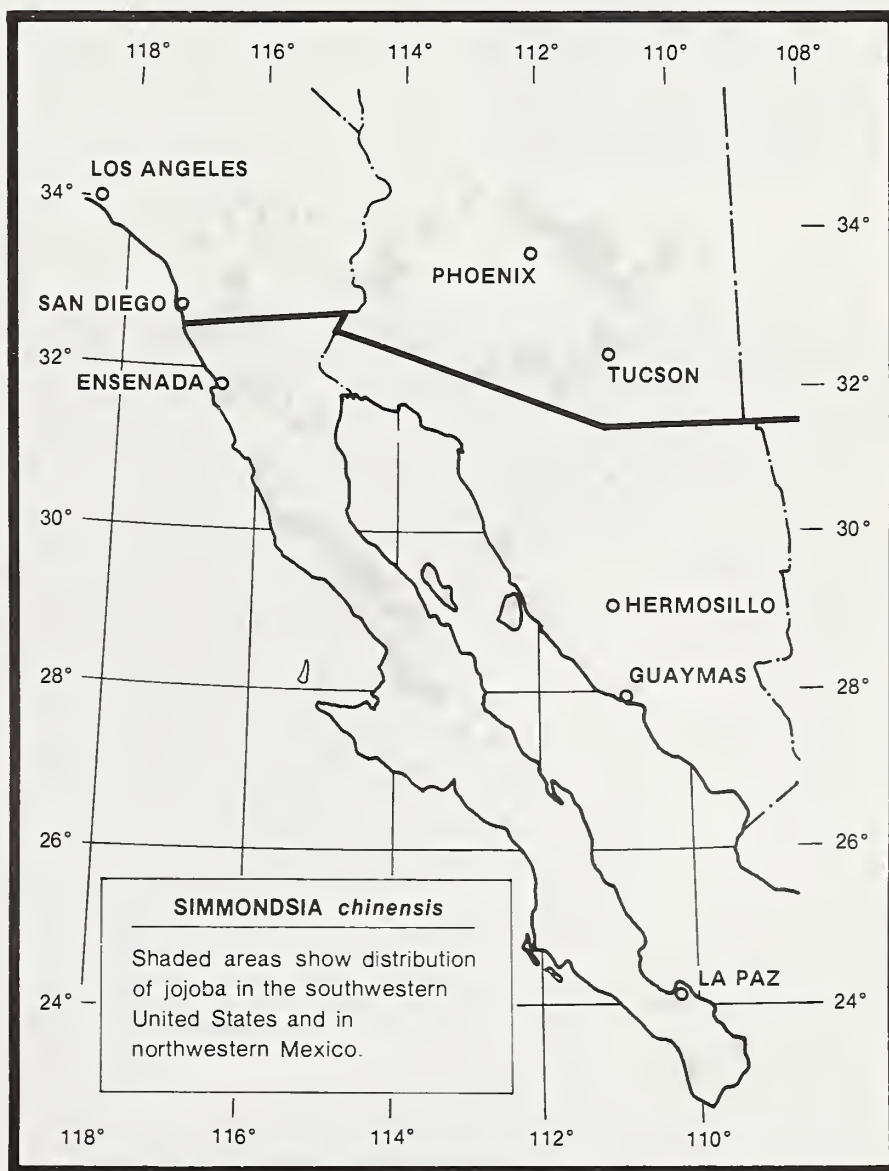 118° 116° 114° 112° 110° 108°
LOS ANGELES
34° 34°
PHOENIX
SAN DIEGO
TUCSON
32° 32°
ENSENADA
30° 30°
HERMOSILLO
GUAYMAS
28° 28°
26° 26°
SIMMONDSIA chinensis
Shaded areas show distribution
of jojoba in the southwestern
United States and in
northwestern Mexico.
LA PAZ
24° 24°
118° 116° 114° 112° 110°